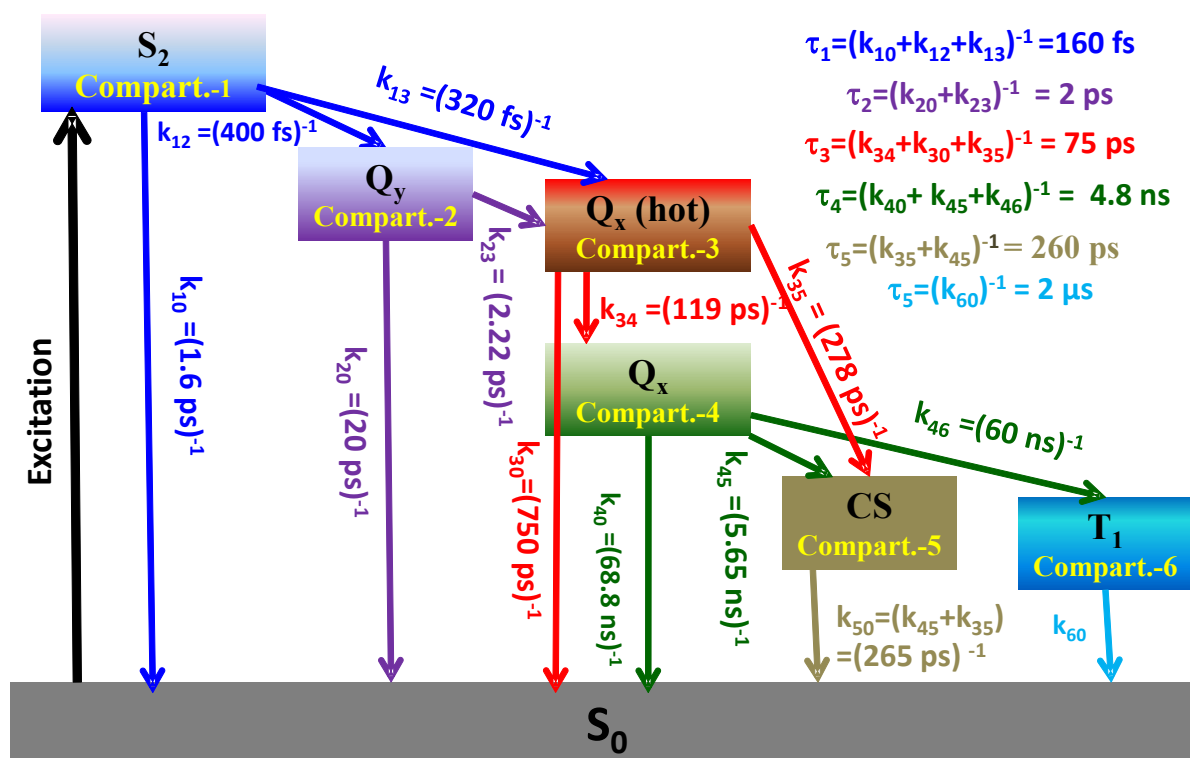 S₂
Compart.-1
τ₁=(k₁₀+k₁₂+k₁₃)⁻¹ =160 fs
τ₂=(k₂₀+k₂₃)⁻¹ = 2 ps
τ₃=(k₃₄+k₃₀+k₃₅)⁻¹ = 75 ps
τ₄=(k₄₀+ k₄₅+k₄₆)⁻¹ = 4.8 ns
τ₅=(k₃₅+k₄₅)⁻¹ = 260 ps
τ₅=(k₆₀)⁻¹ = 2 µs
k₁₃ =(320 fs)⁻¹
k₁₂ =(400 fs)⁻¹
Q_y
Compart.-2
Qₓ (hot)
Compart.-3
k₁₀ =(1.6 ps)⁻¹
k₂₃ =(2.22 ps)⁻¹
k₃₄ =(119 ps)⁻¹
k₃₅ =(278 ps)⁻¹
Excitation
k₂₀ =(20 ps)⁻¹
Qₓ
Compart.-4
k₄₆ =(60 ns)⁻¹
k₃₀ =(750 ps)⁻¹
k₄₀ =(68.8 ns)⁻¹
k₄₅ =(5.65 ns)⁻¹
CS
Compart.-5
T₁
Compart.-6
k₅₀=(k₄₅+k₃₅)
=(265 ps) ⁻¹
k₆₀
S₀